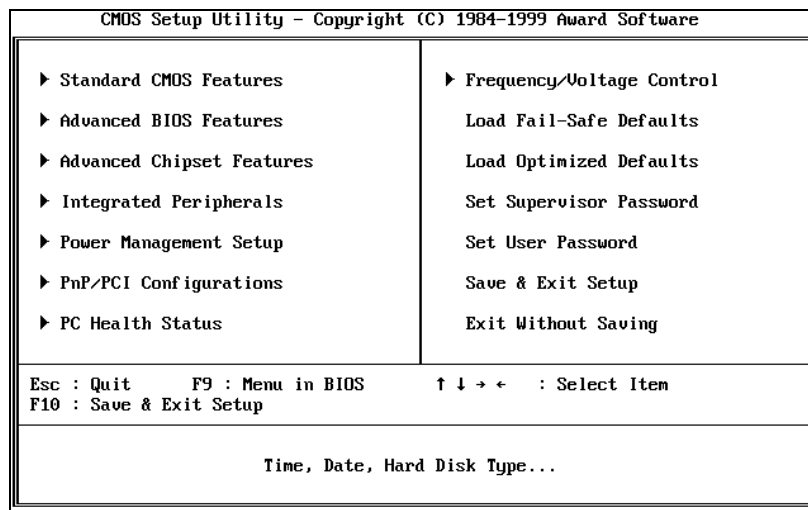 CMOS Setup Utility – Copyright (C) 1984–1999 Award Software
▶ Standard CMOS Features
▶ Advanced BIOS Features
▶ Advanced Chipset Features
▶ Integrated Peripherals
▶ Power Management Setup
▶ PnP/PCI Configurations
▶ PC Health Status
▶ Frequency/Voltage Control
Load Fail-Safe Defaults
Load Optimized Defaults
Set Supervisor Password
Set User Password
Save & Exit Setup
Exit Without Saving
Esc : Quit F9 : Menu in BIOS ↑ ↓ → ← : Select Item
F10 : Save & Exit Setup
Time, Date, Hard Disk Type...